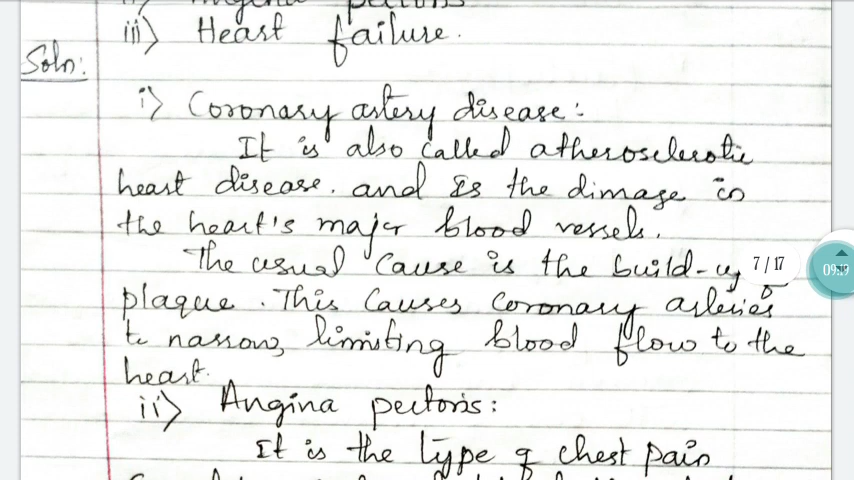 iii) Heart failure.
Soln:
i) Coronary artery disease:
It is also called atherosclerotic
heart disease. and is the dimage in
the heart's major blood vessels.
The usual cause is the build-up of
7/17
09:19
plaque. This causes coronary arteries
to narrow, limiting blood flow to the
heart.
ii) Angina pectoris:
It is the type of chest pain